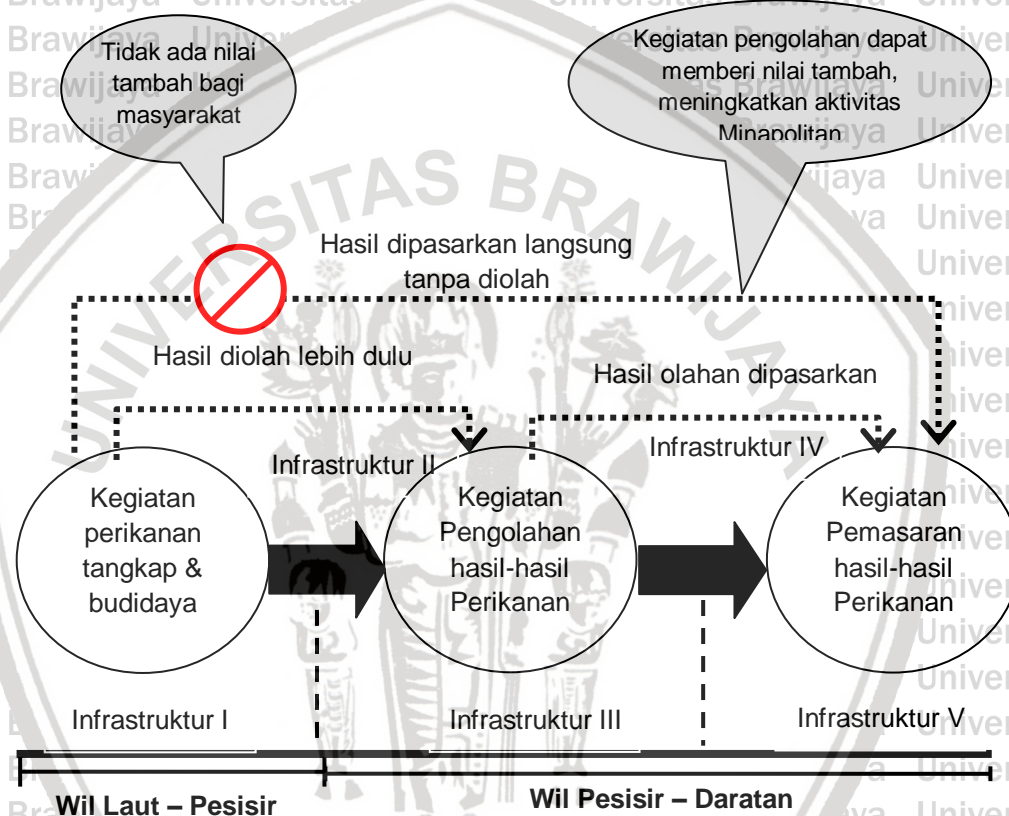 Tidak ada nilai
tambah bagi
masyarakat
Kegiatan pengolahan dapat
memberi nilai tambah,
meningkatkan aktivitas
Minapolitan
UNIVERSITAS BRAWIJAYA
Hasil dipasarkan langsung
tanpa diolah
Hasil diolah lebih dulu
Hasil olahan dipasarkan
Infrastruktur II
Infrastruktur IV
Kegiatan
perikanan
tangkap &
budidaya
Kegiatan
Pengolahan
hasil-hasil
Perikanan
Kegiatan
Pemasaran
hasil-hasil
Perikanan
Infrastruktur I
Infrastruktur III
Infrastruktur V
Wil Laut – Pesisir
Wil Pesisir – Daratan